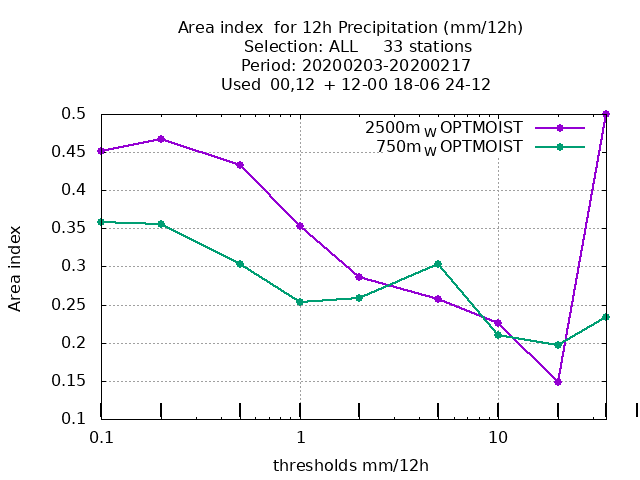 Area index  for 12h Precipitation (mm/12h)
Selection: ALL     33 stations
Period: 20200203-20200217
Used  00,12  + 12-00 18-06 24-12
2500m W OPTMOIST
750m W OPTMOIST
0.5
0.45
0.4
0.35
0.3
0.25
0.2
0.15
0.1
Area index
0.1 1 10
thresholds mm/12h